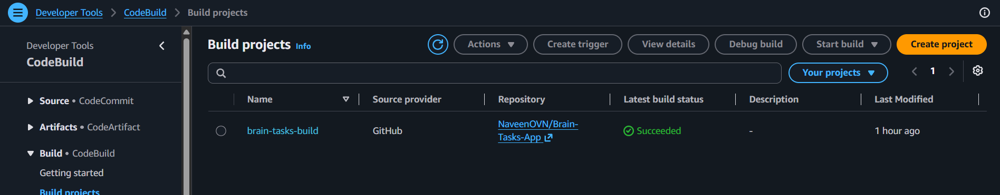 Developer Tools > CodeBuild > Build projects
Developer Tools
CodeBuild
Source • CodeCommit
Artifacts • CodeArtifact
Build • CodeBuild
Getting started
Build projects
Build projects Info
Actions
Create trigger
View details
Debug build
Start build
Create project
Your projects
1
Name Source provider Repository Latest build status Description Last Modified
brain-tasks-build GitHub NaveenOVN/Brain-
Tasks-App Succeeded - 1 hour ago